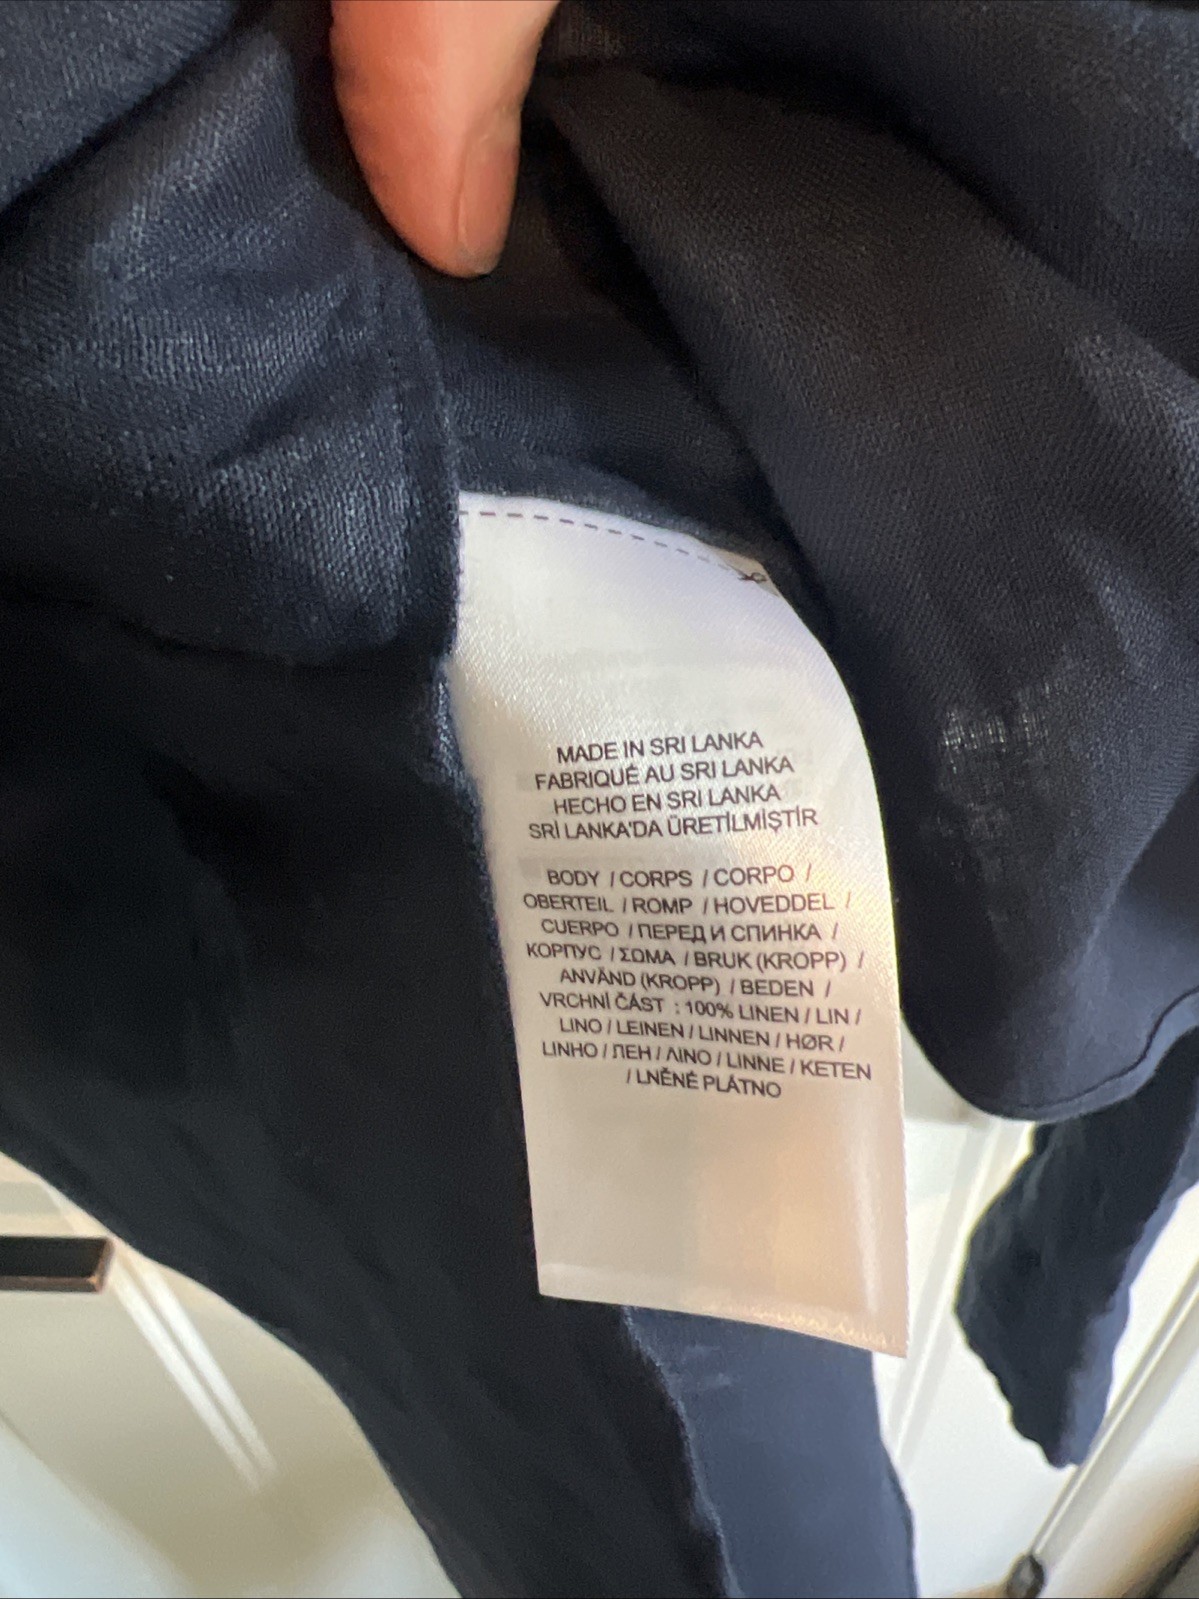 MADE IN SRI LANKA
FABRIQUÉ AU SRI LANKA
HECHO EN SRI LANKA
SRİ LANKA'DA ÜRETİLMİŞTİR
BODY / CORPS / CORPO /
OBERTEIL / ROMP / HOVEDDEL /
CUERPO / ПЕРЕД И СПИНКА /
КОРПУС / ΣΩΜΑ / BRUK (KROPP) /
ANVÄND (KROPP) / BEDEN /
VRCHNÍ ČÁST : 100% LINEN / LIN /
LINO / LEINEN / LINNEN / HØR /
LINHO / ЛЕН / ΛΙΝΟ / LINNE / KETEN
/ LNĚNÉ PLÁTNO